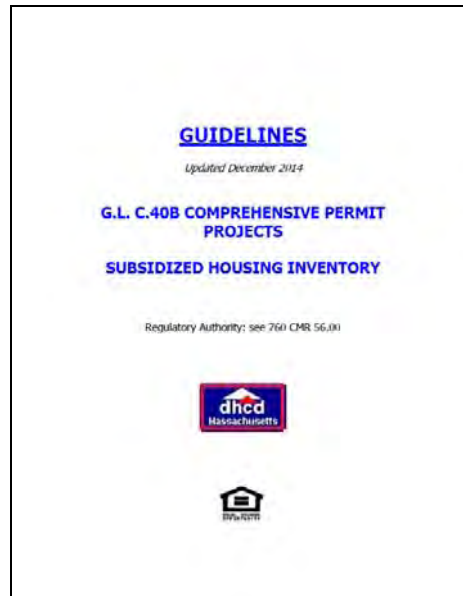 GUIDELINES
Updated December 2014
G.L. C.40B COMPREHENSIVE PERMIT
PROJECTS
SUBSIDIZED HOUSING INVENTORY
Regulatory Authority: see 760 CMR 56.00
dhcd
Massachusetts